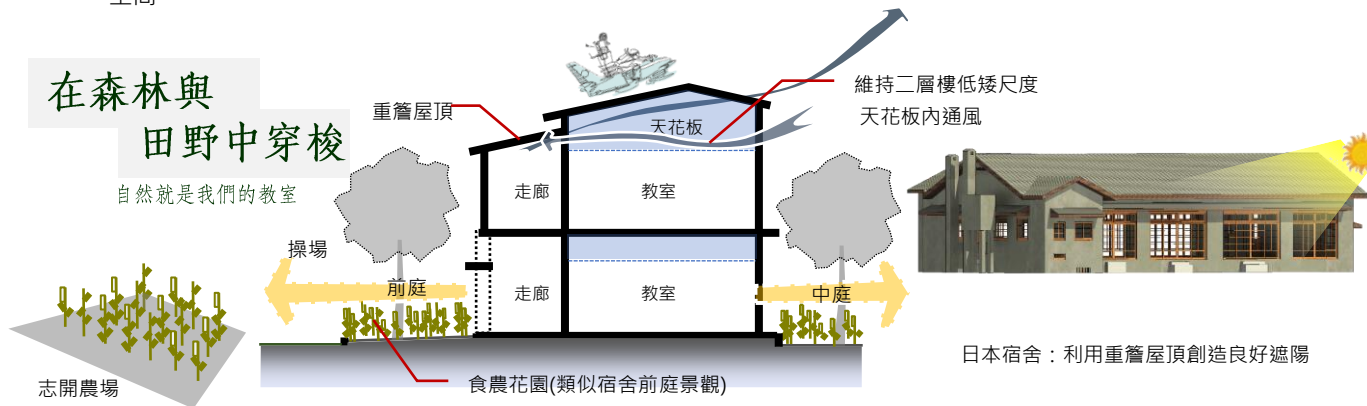 在森林與
田野中穿梭
自然就是我們的教室
重簷屋頂
天花板
維持二層樓低矮尺度
天花板內通風
走廊
教室
操場
前庭
走廊
教室
中庭
志開農場
食農花園(類似宿舍前庭景觀)
日本宿舍：利用重簷屋頂創造良好遮陽